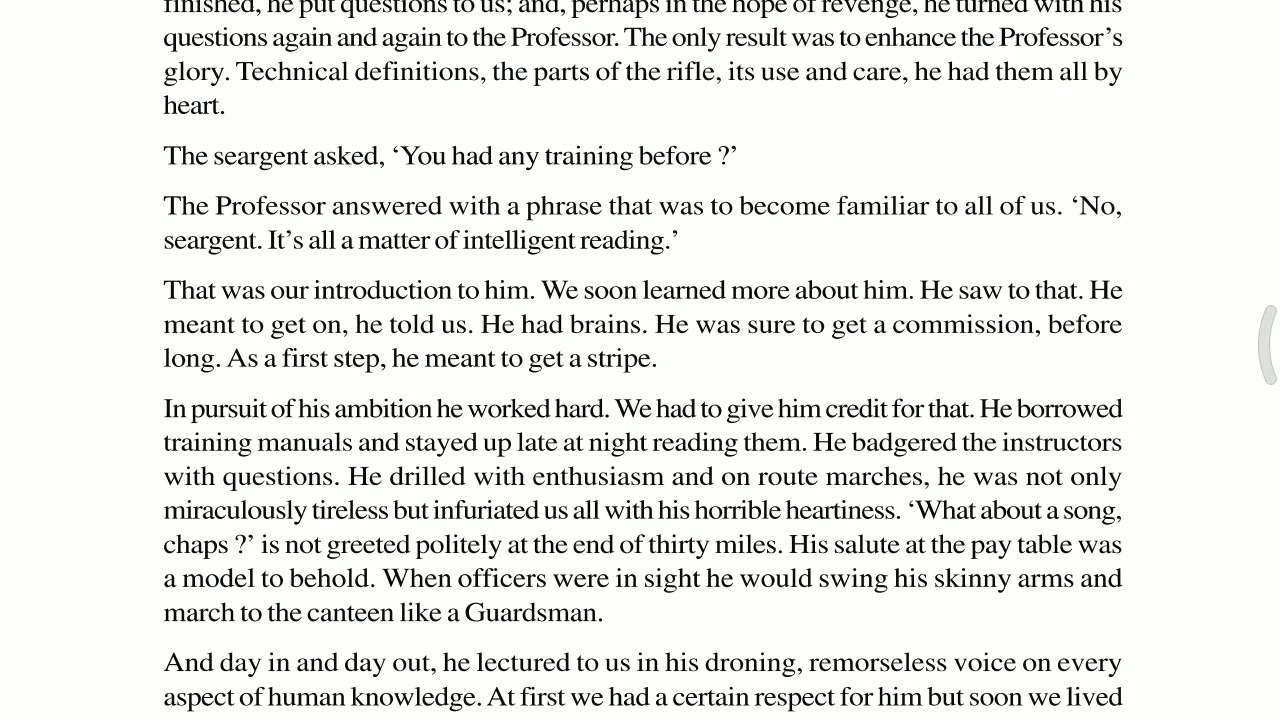 finished, he put questions to us; and, perhaps in the hope of revenge, he turned with his
questions again and again to the Professor. The only result was to enhance the Professor’s
glory. Technical definitions, the parts of the rifle, its use and care, he had them all by
heart.
The seargent asked, ‘You had any training before ?’
The Professor answered with a phrase that was to become familiar to all of us. ‘No,
seargent. It’s all a matter of intelligent reading.’
That was our introduction to him. We soon learned more about him. He saw to that. He
meant to get on, he told us. He had brains. He was sure to get a commission, before
long. As a first step, he meant to get a stripe.
In pursuit of his ambition he worked hard. We had to give him credit for that. He borrowed
training manuals and stayed up late at night reading them. He badgered the instructors
with questions. He drilled with enthusiasm and on route marches, he was not only
miraculously tireless but infuriated us all with his horrible heartiness. ‘What about a song,
chaps ?’ is not greeted politely at the end of thirty miles. His salute at the pay table was
a model to behold. When officers were in sight he would swing his skinny arms and
march to the canteen like a Guardsman.
And day in and day out, he lectured to us in his droning, remorseless voice on every
aspect of human knowledge. At first we had a certain respect for him but soon we lived